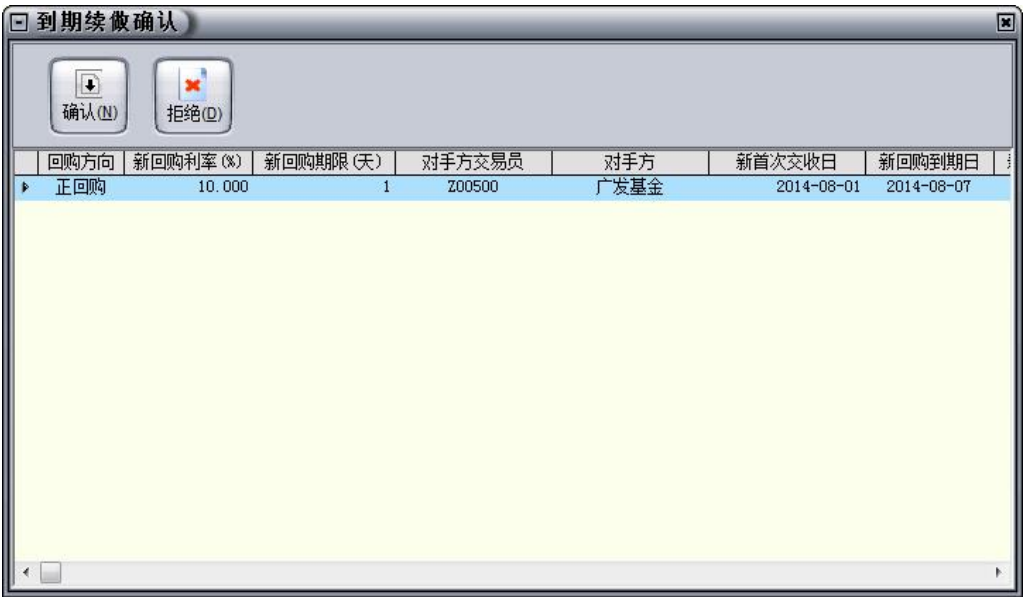 到期续做确认
确认(N) 拒绝(D)
回购方向 新回购利率(%) 新回购期限(天) 对手方交易员 对手方 新首次交收日 新回购到期日
正回购 10.000 1 Z00500 广发基金 2014-08-01 2014-08-07